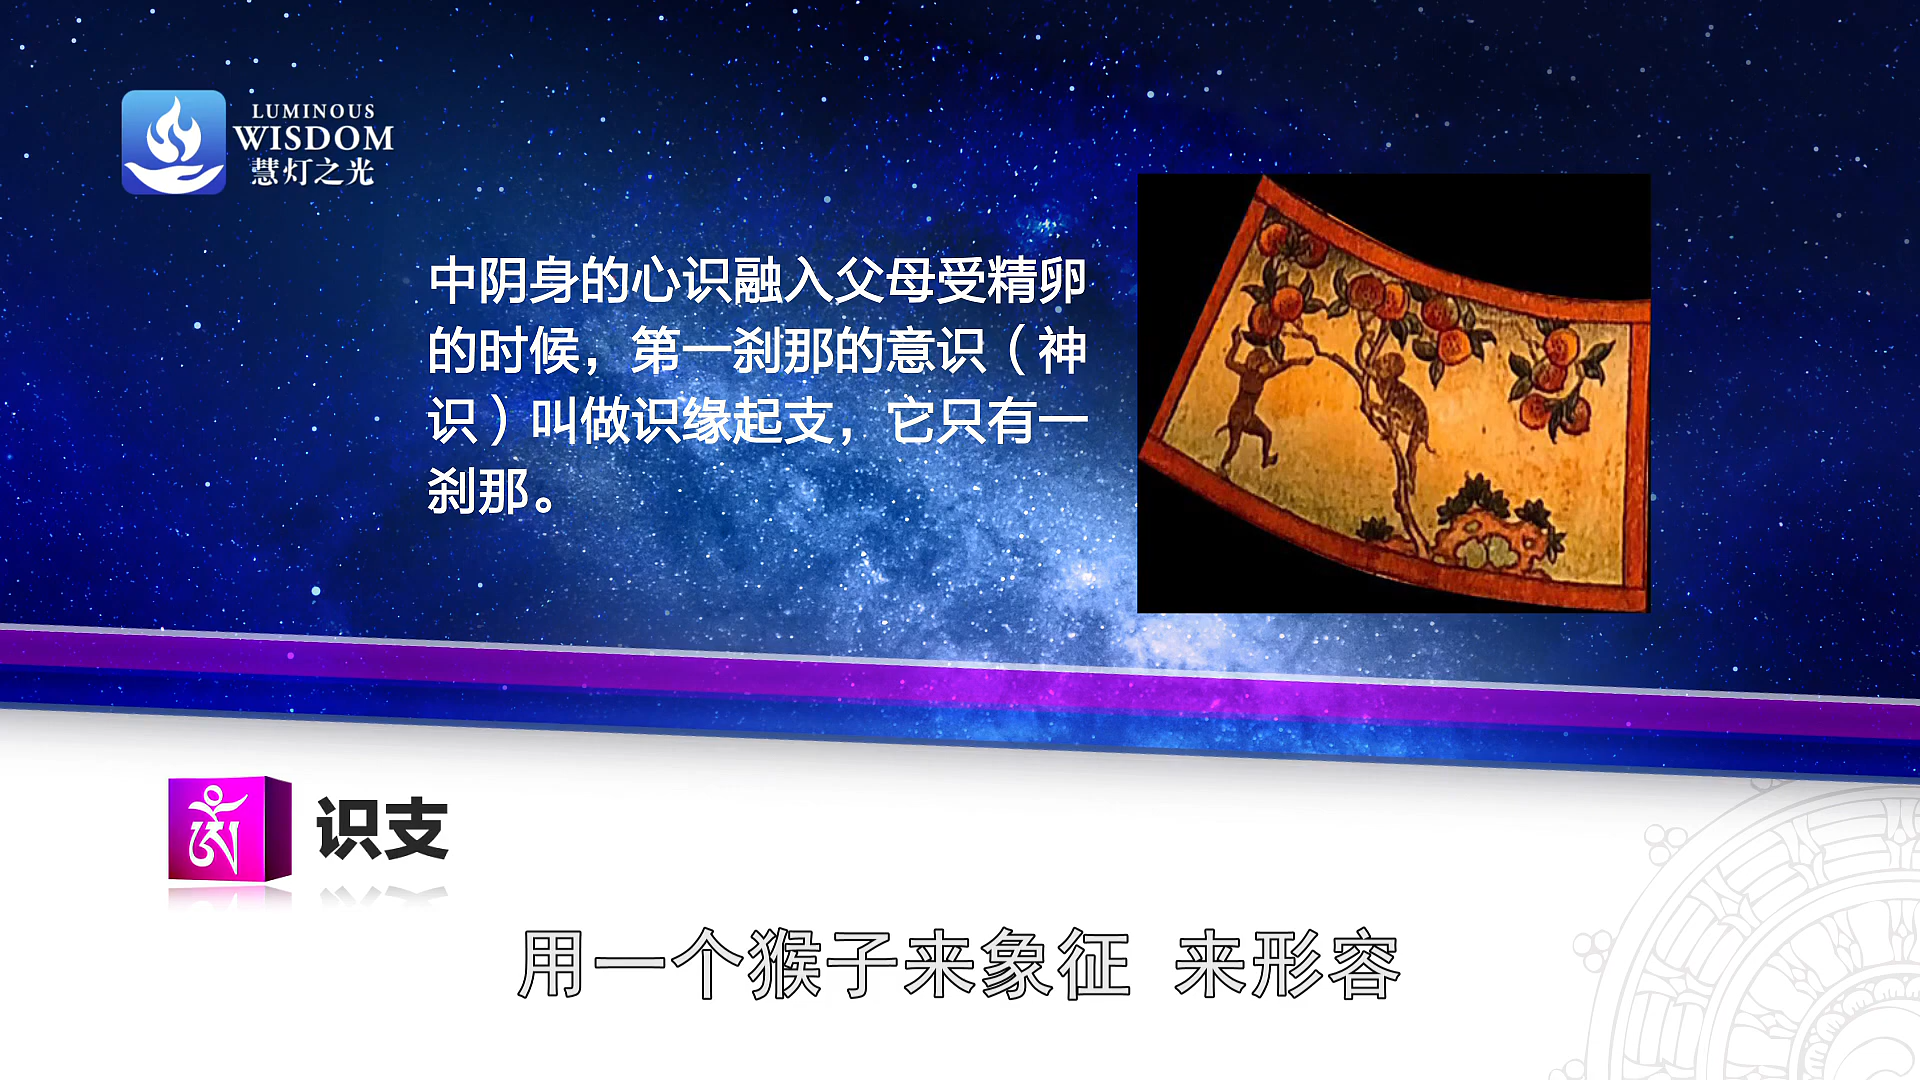 LUMINOUS
WISDOM
慧灯之光
中阴身的心识融入父母受精卵
的时候，第一刹那的意识（神
识）叫做识缘起支，它只有一
刹那。
ༀ
识支
用一个猴子来象征 来形容